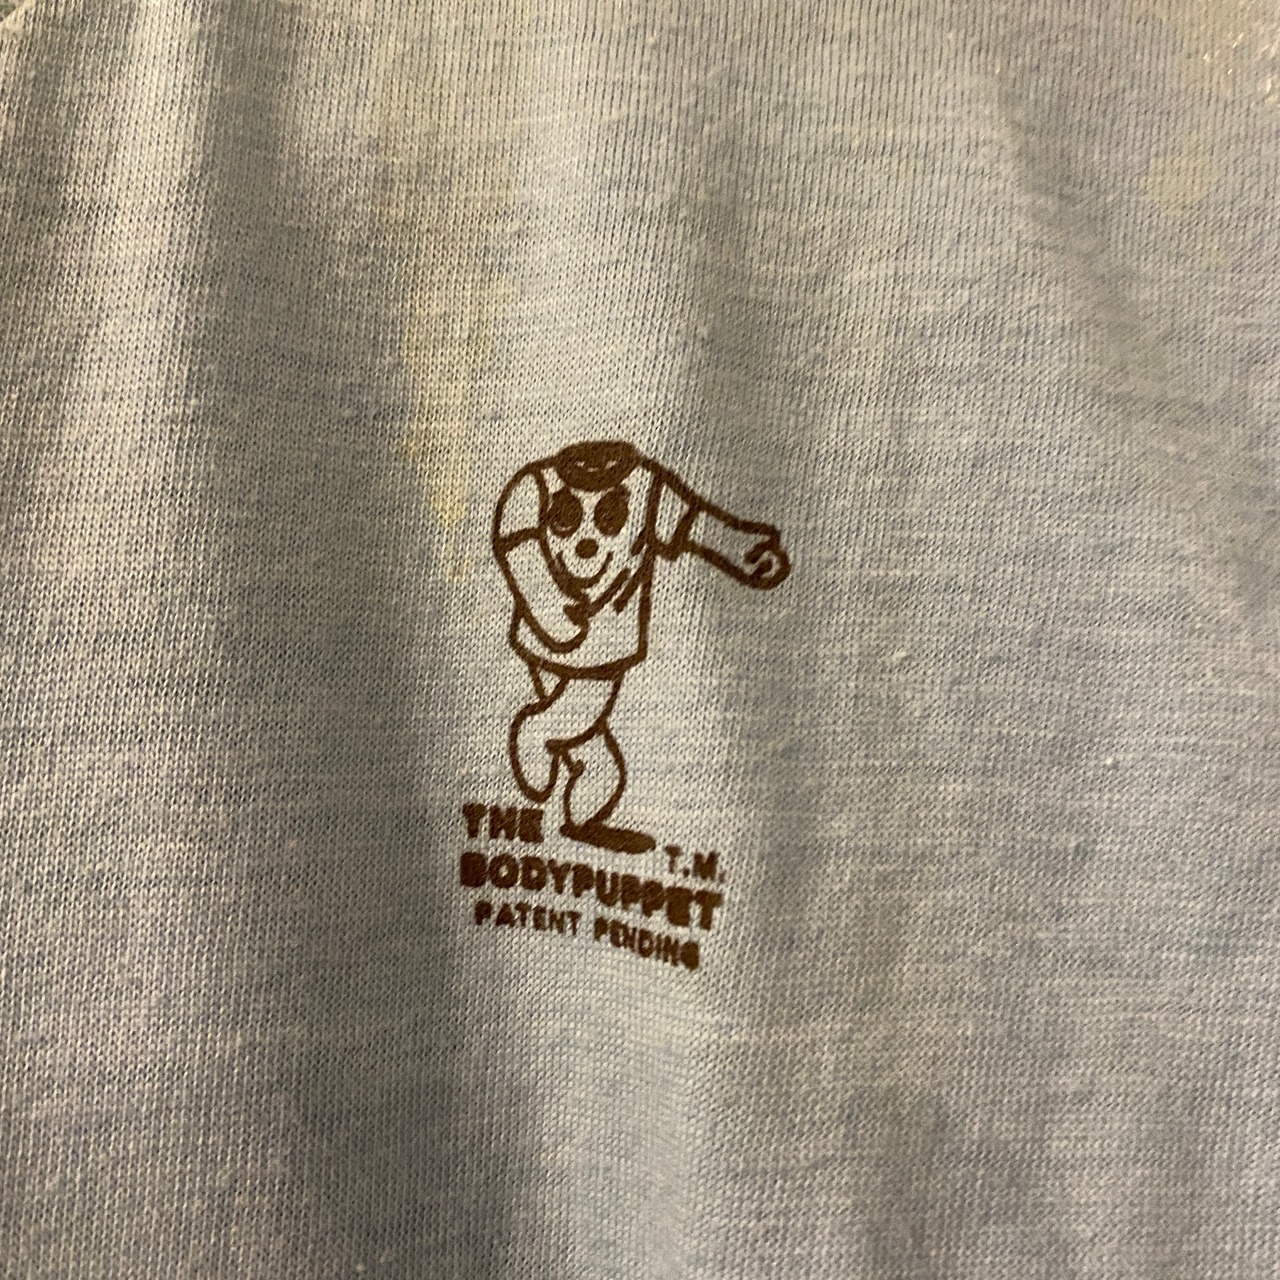 THE
T.M.
BODYPUPPET
PATENT PENDING